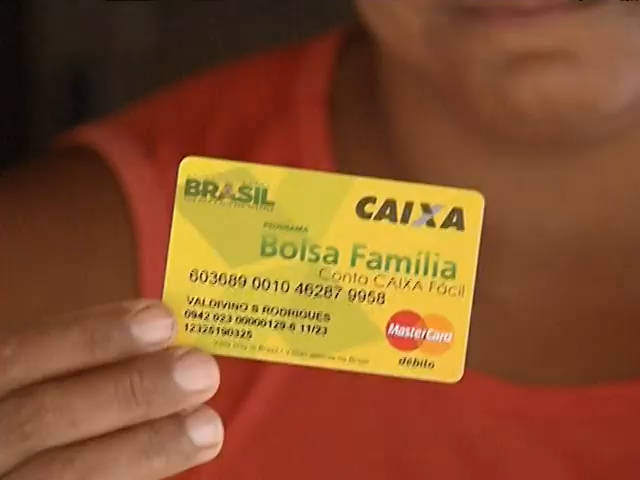 BRASIL
CAIXA
PROGRAMA
Bolsa Família
Conta CAIXA Fácil
603689 0010 46287 9958
VALDIVINO RODRIGUES
0942 023 00000129-6 11/23
12325190325
MasterCard
débito